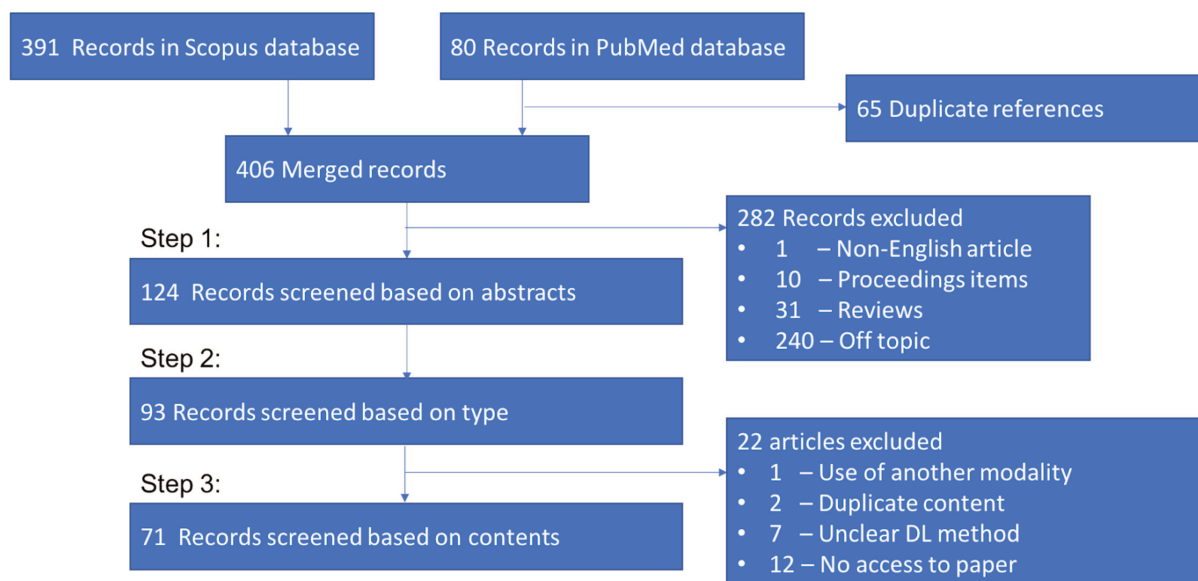 391 Records in Scopus database
80 Records in PubMed database
65 Duplicate references
406 Merged records
282 Records excluded
• 1 – Non-English article
• 10 – Proceedings items
• 31 – Reviews
• 240 – Off topic
Step 1:
124 Records screened based on abstracts
Step 2:
93 Records screened based on type
22 articles excluded
• 1 – Use of another modality
• 2 – Duplicate content
• 7 – Unclear DL method
• 12 – No access to paper
Step 3:
71 Records screened based on contents